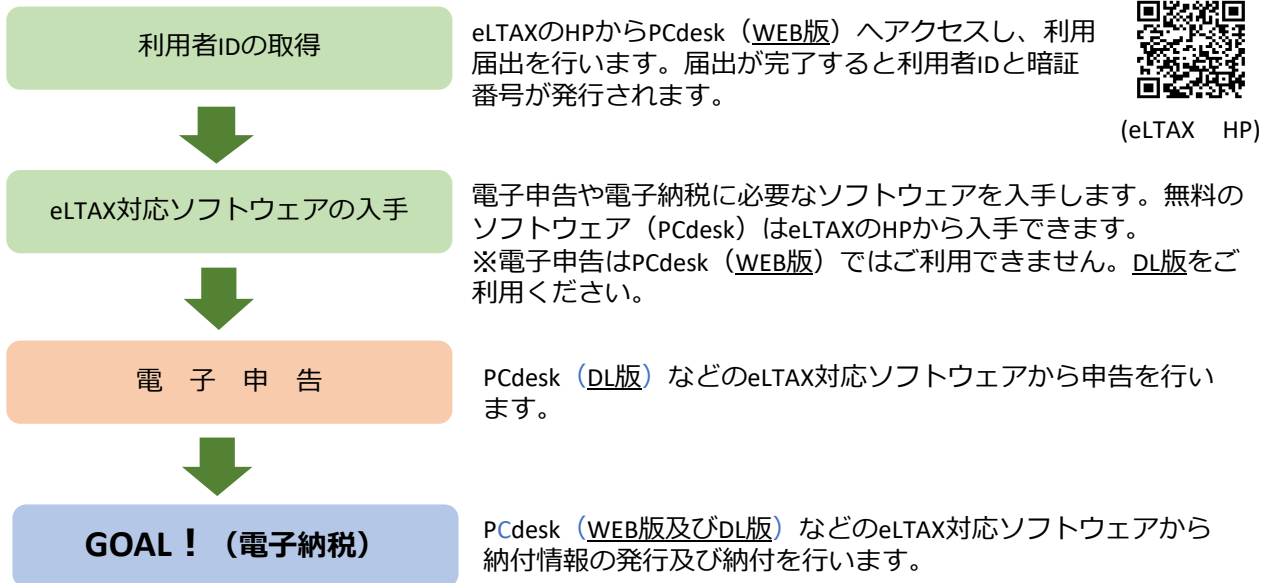 利用者IDの取得
eLTAXのHPからPCdesk（WEB版）へアクセスし、利用
届出を行います。届出が完了すると利用者IDと暗証
番号が発行されます。
(eLTAX HP)
eLTAX対応ソフトウェアの入手
電子申告や電子納税に必要なソフトウェアを入手します。無料の
ソフトウェア（PCdesk）はeLTAXのHPから入手できます。
※電子申告はPCdesk（WEB版）ではご利用できません。DL版をご
利用ください。
電 子 申 告
PCdesk（DL版）などのeLTAX対応ソフトウェアから申告を行い
ます。
GOAL！（電子納税）
PCdesk（WEB版及びDL版）などのeLTAX対応ソフトウェアから
納付情報の発行及び納付を行います。